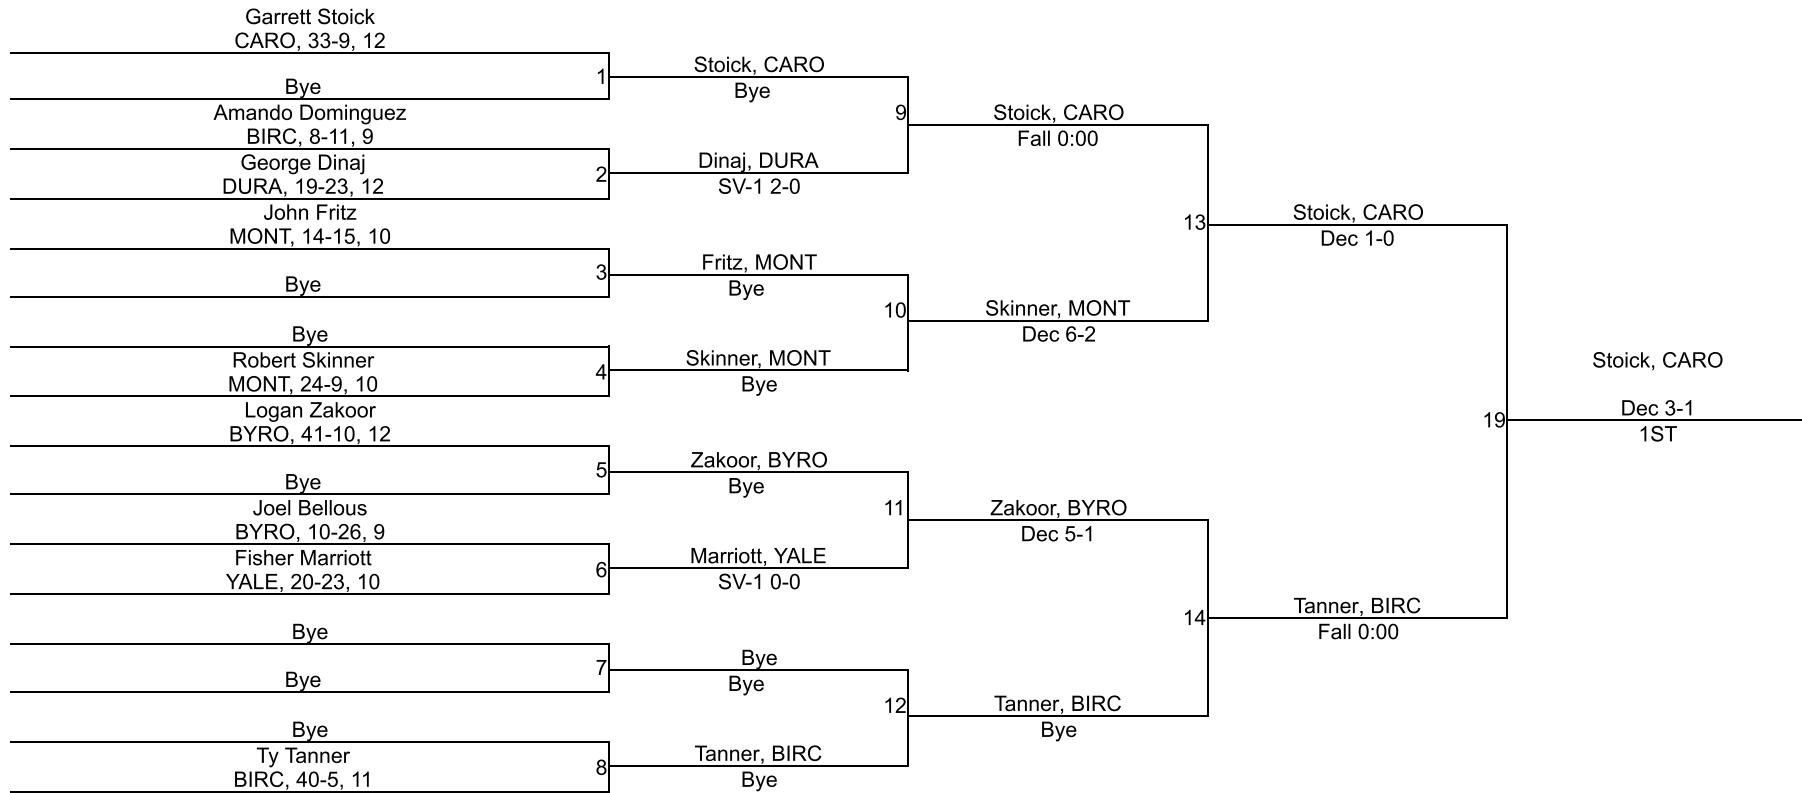 Garrett Stoick
CARO, 33-9, 12
Bye
1
Amando Dominguez
BIRC, 8-11, 9
George Dinaj
DURA, 19-23, 12
2
John Fritz
MONT, 14-15, 10
Bye
3
Bye
Robert Skinner
MONT, 24-9, 10
4
Logan Zakoor
BYRO, 41-10, 12
Bye
5
Joel Bellous
BYRO, 10-26, 9
Fisher Marriott
YALE, 20-23, 10
6
Bye
Bye
7
Bye
Ty Tanner
BIRC, 40-5, 11
8
Stoick, CARO
Bye
9
Dinaj, DURA
SV-1 2-0
Fritz, MONT
Bye
10
Skinner, MONT
Bye
Zakoor, BYRO
Bye
11
Marriott, YALE
SV-1 0-0
Bye
Bye
12
Tanner, BIRC
Bye
Stoick, CARO
Fall 0:00
13
Skinner, MONT
Dec 6-2
Zakoor, BYRO
Dec 5-1
14
Tanner, BIRC
Bye
Stoick, CARO
Dec 1-0
19
Tanner, BIRC
Fall 0:00
Stoick, CARO
Dec 3-1
1ST